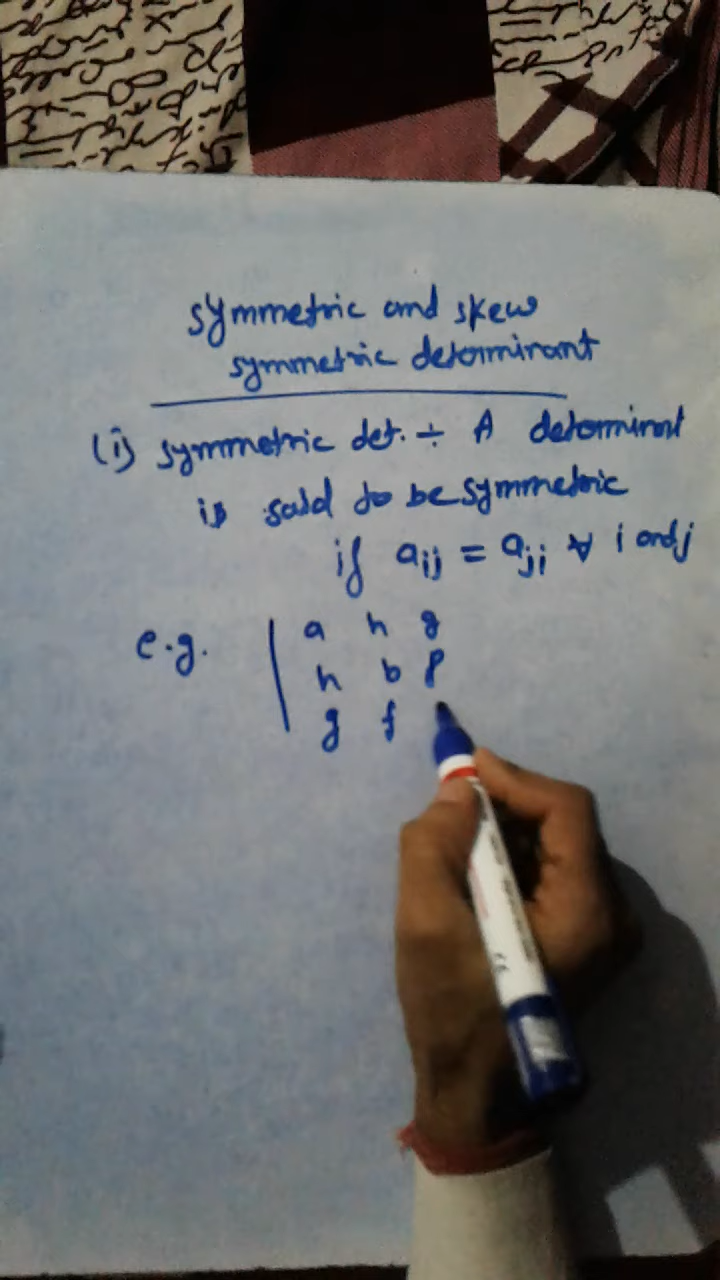 symmetric and skew
symmetric determinant
(i) symmetric det. ÷ A determinant
is said to be symmetric
if aij = aji ∀ i and j
e.g. | a h g
h b f
g f